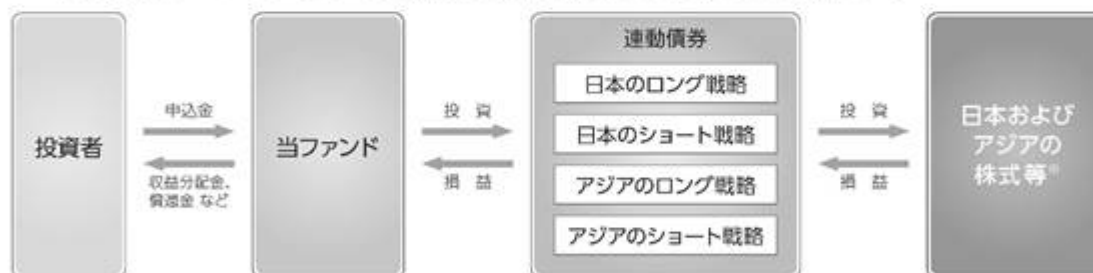 投資者
申込金
収益分配金、
償還金 など
当ファンド
投 資
損 益
連動債券
日本のロング戦略
日本のショート戦略
アジアのロング戦略
アジアのショート戦略
投 資
損 益
日本および
アジアの
株式等※